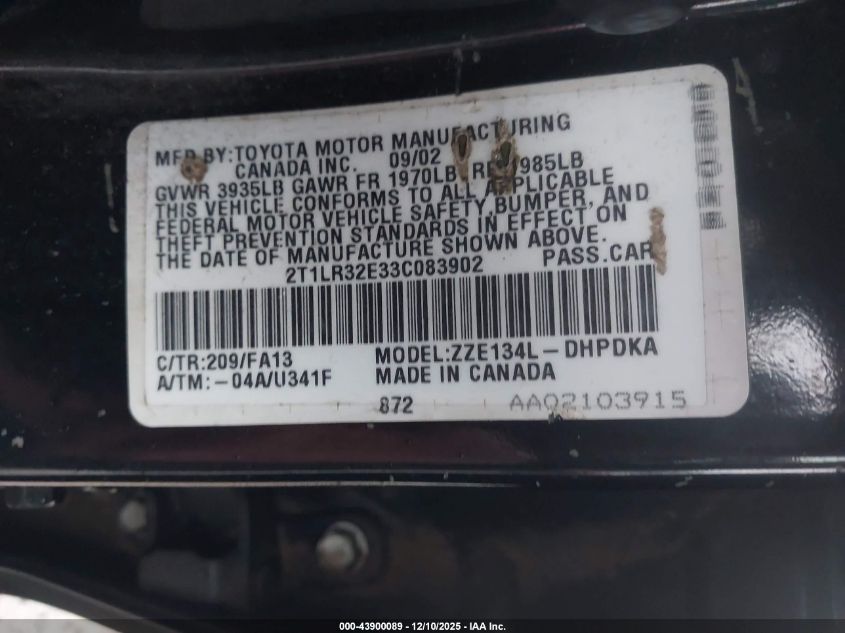 MFD BY:TOYOTA MOTOR MANUFACTURING
CANADA INC. 09/02
GVWR 3935LB GAWR FR 1970LB 1985LB
THIS VEHICLE CONFORMS TO ALL APPLICABLE
FEDERAL MOTOR VEHICLE SAFETY, BUMPER, AND
THEFT PREVENTION STANDARDS IN EFFECT ON
THE DATE OF MANUFACTURE SHOWN ABOVE.
2T1LR32E33C083902 PASS.CAR
C/TR:209/FA13 MODEL:ZZE134L-DHPDKA
A/TM:-04A/U341F MADE IN CANADA
872 AA02103915
000-43900089 - 12/10/2025 - IAA Inc.